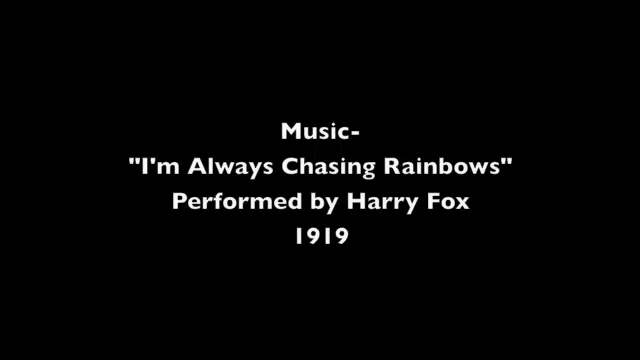 Music-
"I'm Always Chasing Rainbows"
Performed by Harry Fox
1919